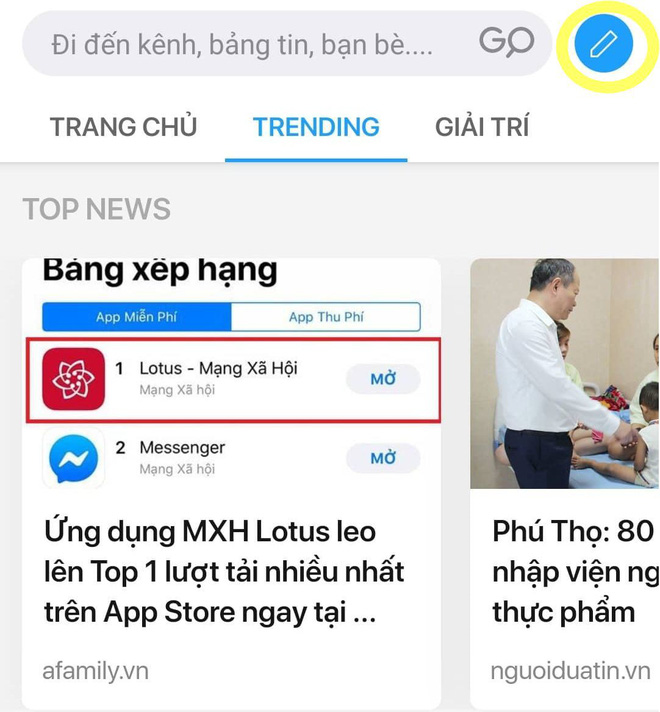 Đi đến kênh, bảng tin, bạn bè.... GO
TRANG CHỦ TRENDING GIẢI TRÍ
TOP NEWS
Bảng xếp hạng
App Miễn Phí App Thu Phí
1 Lotus - Mạng Xã Hội
Mạng Xã hội
MỞ
2 Messenger
Mạng Xã hội
MỞ
Ứng dụng MXH Lotus leo
lên Top 1 lượt tải nhiều nhất
trên App Store ngay tại ...
afamily.vn
Phú Thọ: 80
nhập viện ng
thực phẩm
nguoiduatin.vn